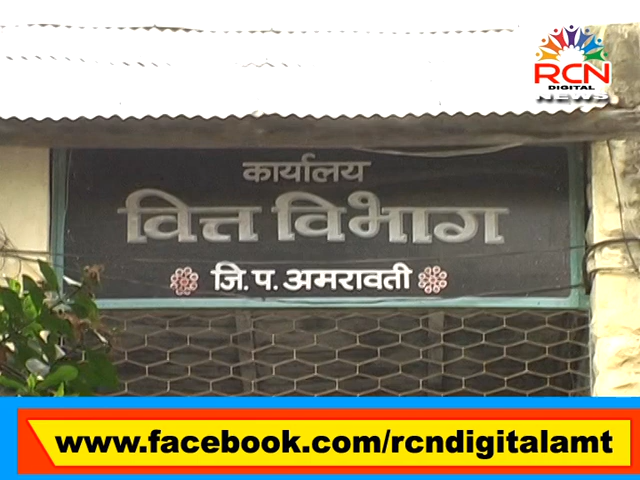 RCN
DIGITAL
NEWS
कार्यालय
वित्त विभाग
जि. प. अमरावती
www.facebook.com/rcndigitalamt